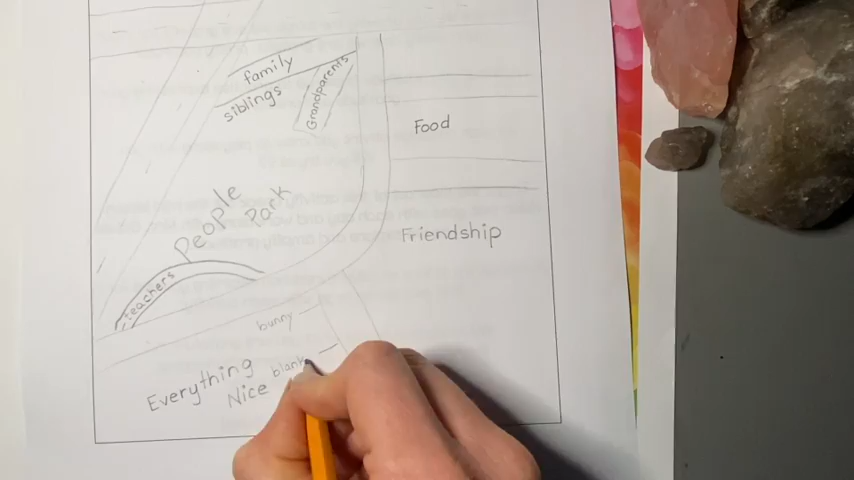 family
siblings
Grandparents
Food
People
Park
Friendship
teachers
bunny
Everything
Nice
blank